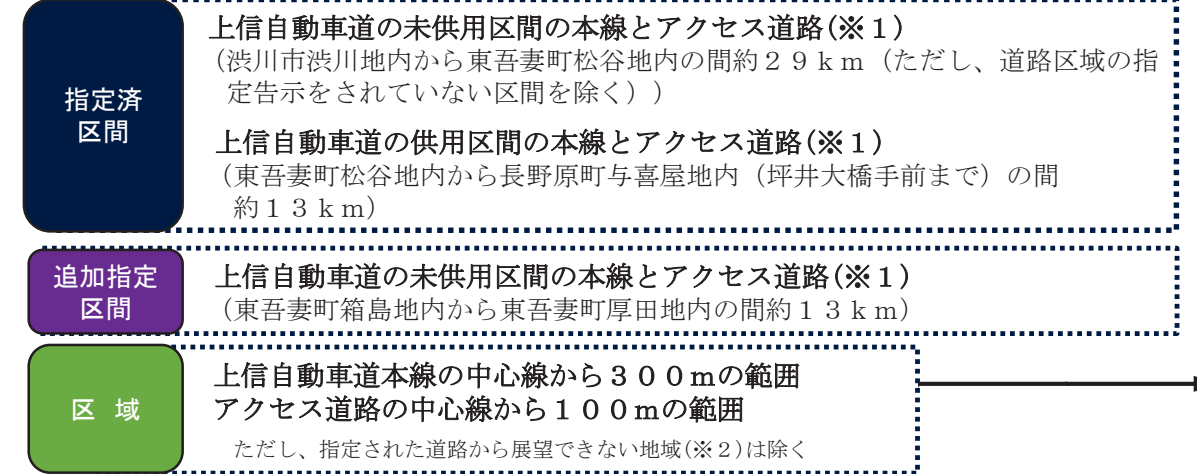 指定済
区間
上信自動車道の未供用区間の本線とアクセス道路(※１)
(渋川市渋川地内から東吾妻町松谷地内の間約２９ｋｍ（ただし、道路区域の指
定告示をされていない区間を除く））
上信自動車道の供用区間の本線とアクセス道路(※１)
(東吾妻町松谷地内から長野原町与喜屋地内（坪井大橋手前まで）の間
約１３ｋｍ)
追加指定
区間
上信自動車道の未供用区間の本線とアクセス道路(※１)
(東吾妻町箱島地内から東吾妻町厚田地内の間約１３ｋｍ)
区 域
上信自動車道本線の中心線から３００ｍの範囲
アクセス道路の中心線から１００ｍの範囲
ただし、指定された道路から展望できない地域(※２)は除く